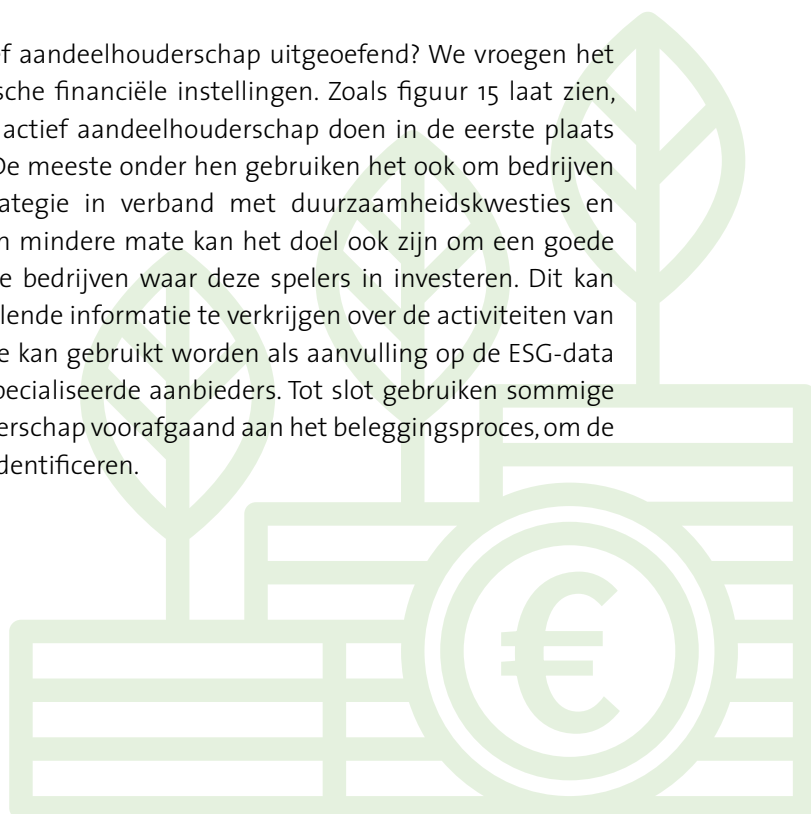 ef aandeelhouderschap uitgeoefend? We vroegen het
sche financiële instellingen. Zoals figuur 15 laat zien,
actief aandeelhouderschap doen in de eerste plaats
De meeste onder hen gebruiken het ook om bedrijven
rategie in verband met duurzaamheidskwesties en
n mindere mate kan het doel ook zijn om een goede
e bedrijven waar deze spelers in investeren. Dit kan
lende informatie te verkrijgen over de activiteiten van
e kan gebruikt worden als aanvulling op de ESG-data
pecialiseerde aanbieders. Tot slot gebruiken sommige
erschap voorafgaand aan het beleggingsproces, om de
dentificeren.
€